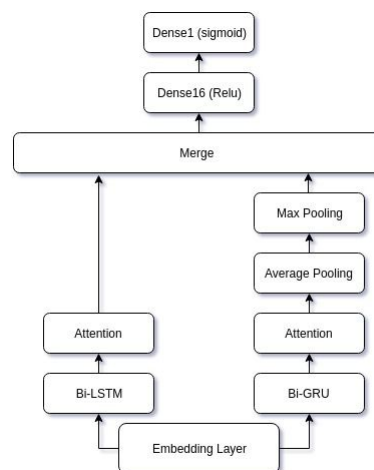 Dense1 (sigmoid)
Dense16 (Relu)
Merge
Max Pooling
Average Pooling
Attention
Attention
Bi-LSTM
Bi-GRU
Embedding Layer